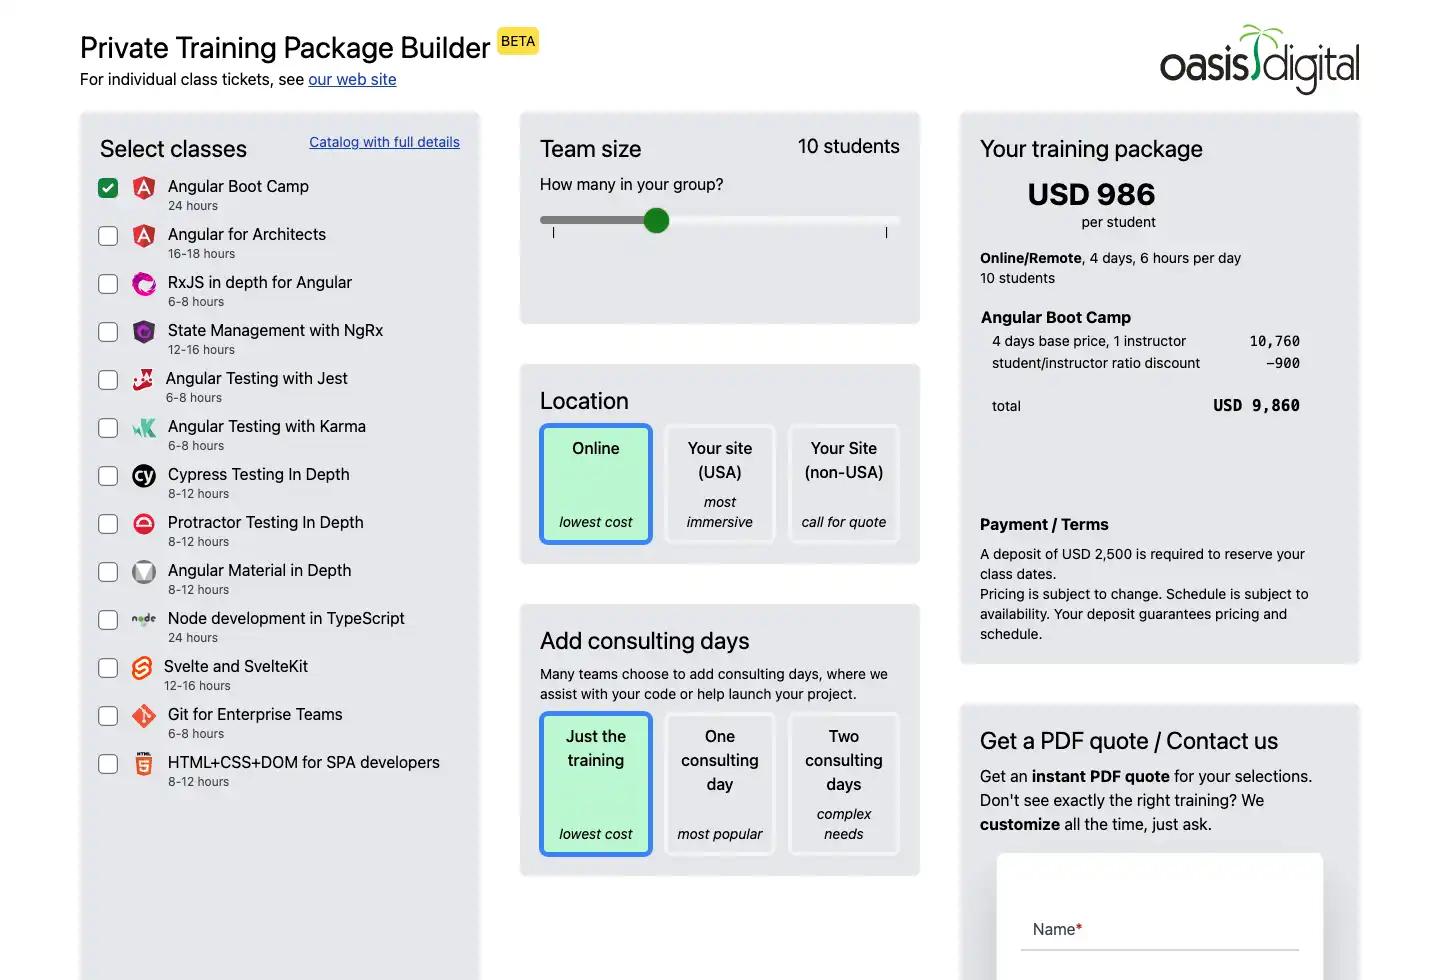 Private Training Package Builder BETA
For individual class tickets, see our web site
oasis digital
Select classes
Catalog with full details
Angular Boot Camp
24 hours
Angular for Architects
16-18 hours
RxJS in depth for Angular
6-8 hours
State Management with NgRx
12-16 hours
Angular Testing with Jest
6-8 hours
Angular Testing with Karma
6-8 hours
cy
Cypress Testing In Depth
8-12 hours
Protractor Testing In Depth
8-12 hours
Angular Material in Depth
8-12 hours
node
Node development in TypeScript
24 hours
Svelte and SvelteKit
12-16 hours
Git for Enterprise Teams
6-8 hours
HTML
5
HTML+CSS+DOM for SPA developers
8-12 hours
Team size
10 students
How many in your group?
Location
Online
lowest cost
Your site
(USA)
most
immersive
Your Site
(non-USA)
call for quote
Add consulting days
Many teams choose to add consulting days, where we
assist with your code or help launch your project.
Just the
training
lowest cost
One
consulting
day
most popular
Two
consulting
days
complex
needs
Your training package
USD 986
per student
Online/Remote, 4 days, 6 hours per day
10 students
Angular Boot Camp
4 days base price, 1 instructor 10,760
student/instructor ratio discount −900
total USD 9,860
Payment / Terms
A deposit of USD 2,500 is required to reserve your
class dates.
Pricing is subject to change. Schedule is subject to
availability. Your deposit guarantees pricing and
schedule.
Get a PDF quote / Contact us
Get an instant PDF quote for your selections.
Don't see exactly the right training? We
customize all the time, just ask.
Name*